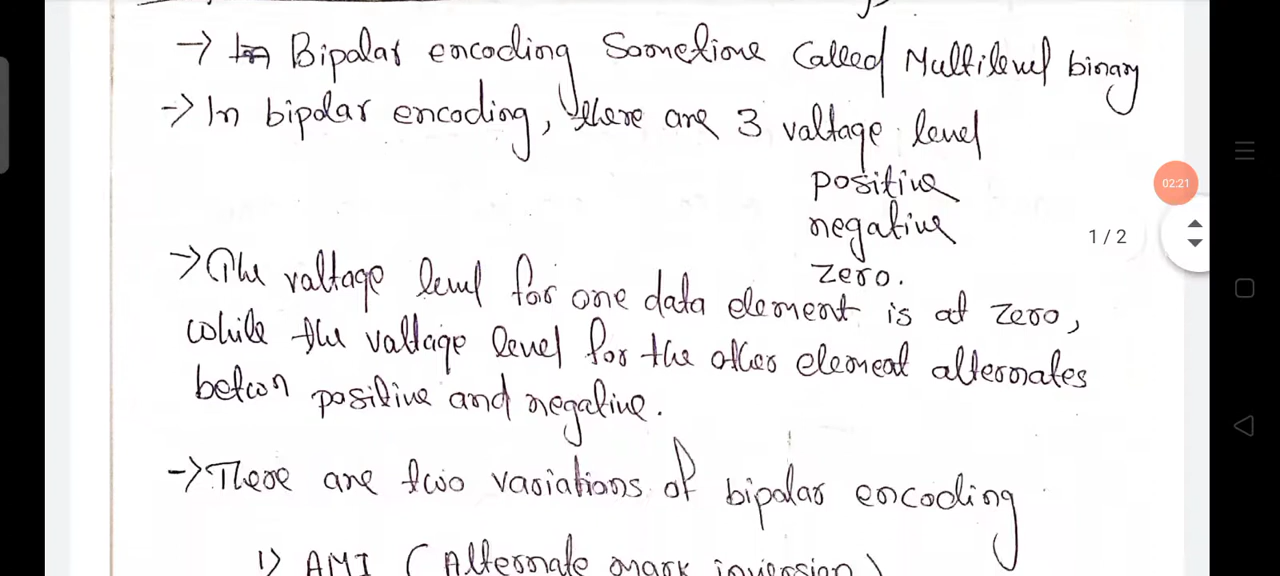 → In Bipolar encoding Sometime Called Multilevel binary
→ In bipolar encoding, there are 3 valtage level
positive
negative
zero.
→ The valtage level for one data element is at zero,
while the valtage level for the other element alternates
betwn positive and negative.
→ There are two variations of bipolar encoding
1) AMI (Alternate mark inversion)
02:21
1 / 2